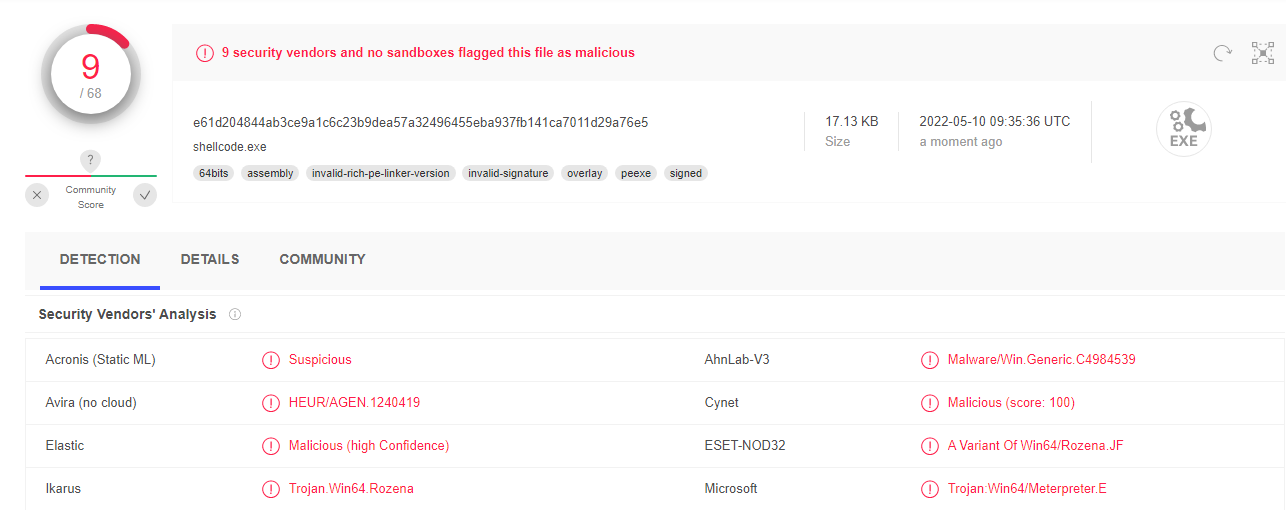 9
/ 68
9 security vendors and no sandboxes flagged this file as malicious
e61d204844ab3ce9a1c6c23b9dea57a32496455eba937fb141ca7011d29a76e5
shellcode.exe
64bits assembly invalid-rich-pe-linker-version invalid-signature overlay peexe signed
17.13 KB
Size
2022-05-10 09:35:36 UTC
a moment ago
EXE
?
Community
Score
DETECTION DETAILS COMMUNITY
Security Vendors' Analysis
Acronis (Static ML) Suspicious AhnLab-V3 Malware/Win.Generic.C4984539
Avira (no cloud) HEUR/AGEN.1240419 Cynet Malicious (score: 100)
Elastic Malicious (high Confidence) ESET-NOD32 A Variant Of Win64/Rozena.JF
Ikarus Trojan.Win64.Rozena Microsoft Trojan:Win64/Meterpreter.E